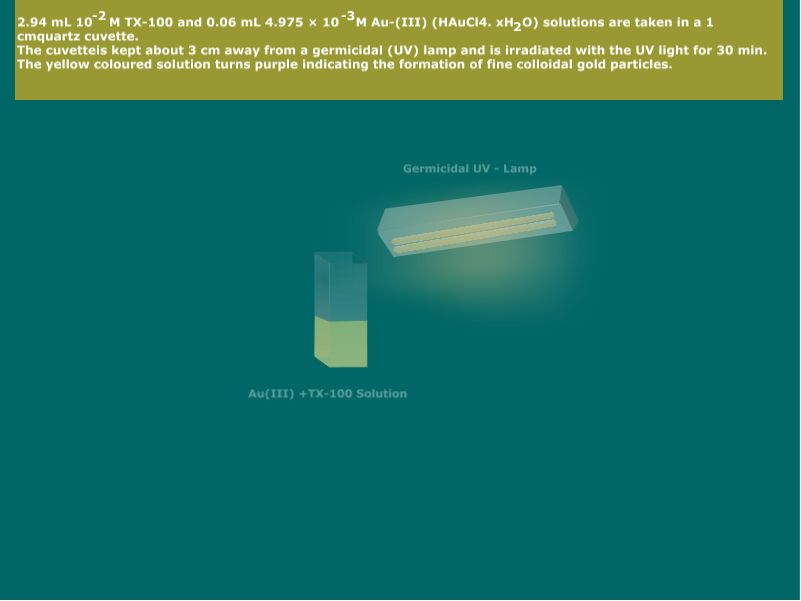 2.94 mL 10⁻² M TX-100 and 0.06 mL 4.975 × 10⁻³M Au-(III) (HAuCl4. xH₂O) solutions are taken in a 1
cmquartz cuvette.
The cuvetteis kept about 3 cm away from a germicidal (UV) lamp and is irradiated with the UV light for 30 min.
The yellow coloured solution turns purple indicating the formation of fine colloidal gold particles.
Germicidal UV - Lamp
Au(III) +TX-100 Solution